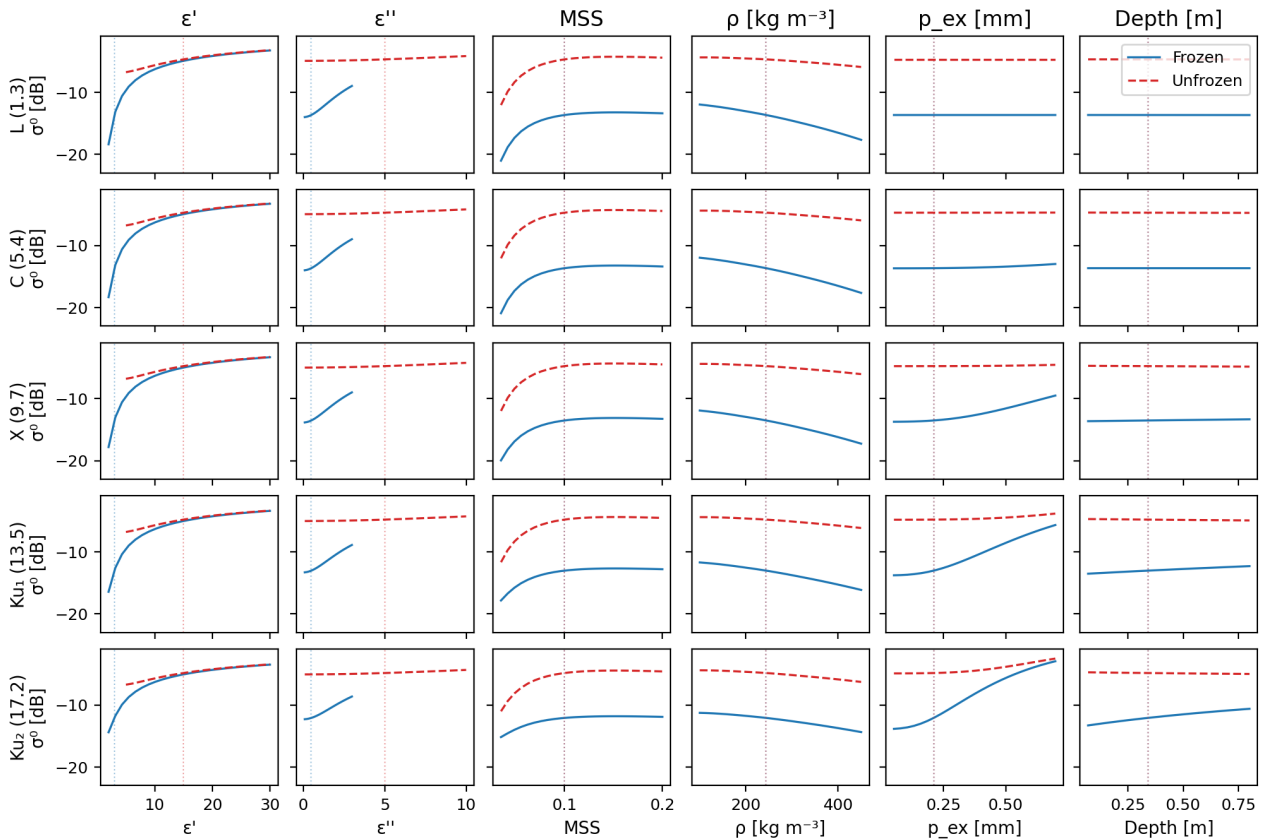 ε' ε'' MSS ρ [kg m⁻³] p_ex [mm] Depth [m]
L (1.3)
σ⁰ [dB]
−10
−20
Frozen
Unfrozen
C (5.4)
σ⁰ [dB]
−10
−20
X (9.7)
σ⁰ [dB]
−10
−20
Ku₁ (13.5)
σ⁰ [dB]
−10
−20
Ku₂ (17.2)
σ⁰ [dB]
−10
−20
10 20 30 0 5 10 0.1 0.2 200 400 0.25 0.50 0.25 0.50 0.75
ε' ε'' MSS ρ [kg m⁻³] p_ex [mm] Depth [m]